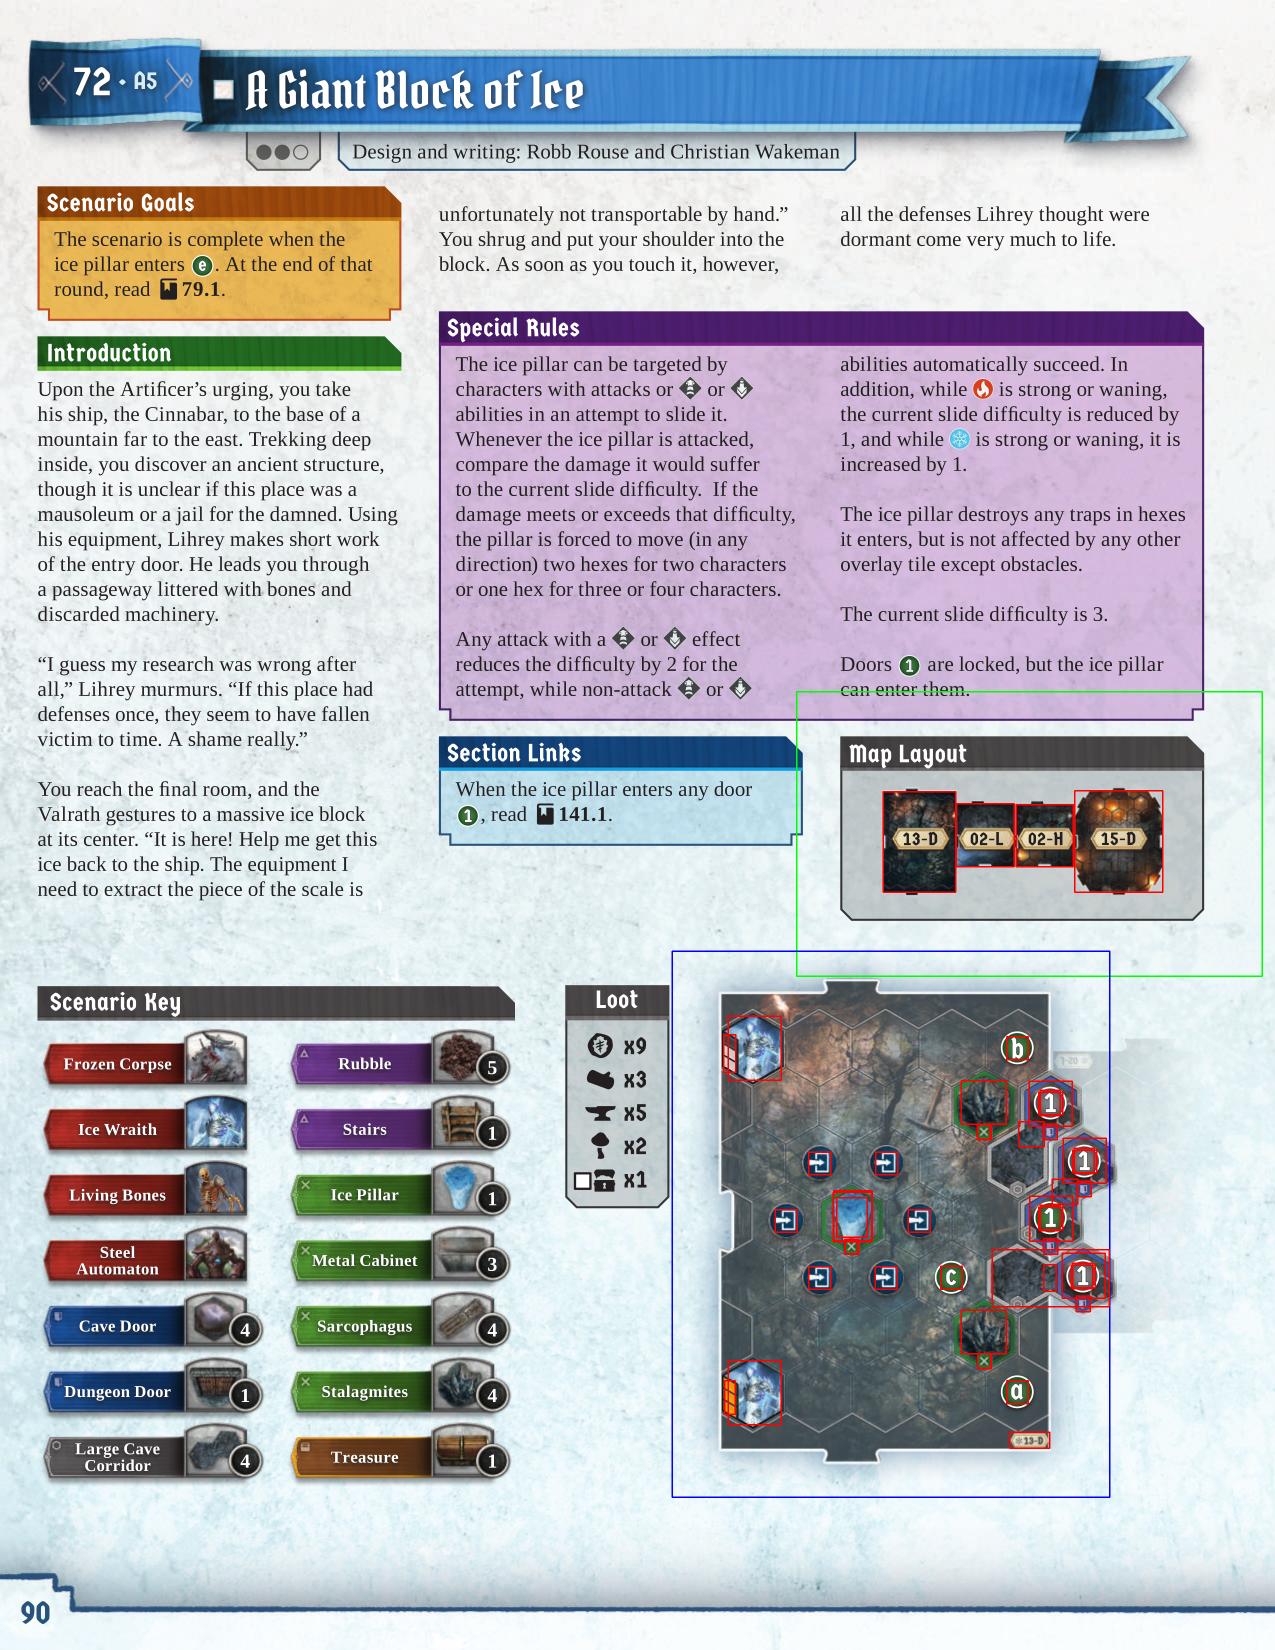 72 · A5
A Giant Block of Ice
Design and writing: Robb Rouse and Christian Wakeman
Scenario Goals
The scenario is complete when the
ice pillar enters e. At the end of that
round, read 79.1.
Introduction
Upon the Artificer’s urging, you take
his ship, the Cinnabar, to the base of a
mountain far to the east. Trekking deep
inside, you discover an ancient structure,
though it is unclear if this place was a
mausoleum or a jail for the damned. Using
his equipment, Lihrey makes short work
of the entry door. He leads you through
a passageway littered with bones and
discarded machinery.
“I guess my research was wrong after
all,” Lihrey murmurs. “If this place had
defenses once, they seem to have fallen
victim to time. A shame really.”
You reach the final room, and the
Valrath gestures to a massive ice block
at its center. “It is here! Help me get this
ice back to the ship. The equipment I
need to extract the piece of the scale is
unfortunately not transportable by hand.”
You shrug and put your shoulder into the
block. As soon as you touch it, however,
all the defenses Lihrey thought were
dormant come very much to life.
Special Rules
The ice pillar can be targeted by
characters with attacks or or
abilities in an attempt to slide it.
Whenever the ice pillar is attacked,
compare the damage it would suffer
to the current slide difficulty. If the
damage meets or exceeds that difficulty,
the pillar is forced to move (in any
direction) two hexes for two characters
or one hex for three or four characters.
Any attack with a or effect
reduces the difficulty by 2 for the
attempt, while non-attack or
abilities automatically succeed. In
addition, while is strong or waning,
the current slide difficulty is reduced by
1, and while is strong or waning, it is
increased by 1.
The ice pillar destroys any traps in hexes
it enters, but is not affected by any other
overlay tile except obstacles.
The current slide difficulty is 3.
Doors 1 are locked, but the ice pillar
can enter them.
Section Links
When the ice pillar enters any door
1, read 141.1.
Map Layout
13-D 02-L 02-H 15-D
Scenario Key
Frozen Corpse
Ice Wraith
Living Bones
Steel
Automaton
Cave Door 4
Dungeon Door 1
Large Cave
Corridor 4
Rubble 5
Stairs 1
Ice Pillar 1
Metal Cabinet 3
Sarcophagus 4
Stalagmites 4
Treasure 1
Loot
x9
x3
x5
x2
x1
b
02-L
1
1
1
c
1
a
13-D
90